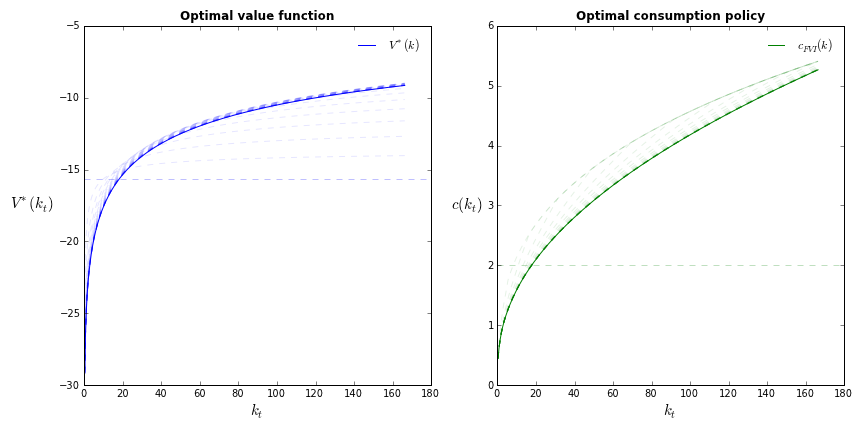 Optimal value function
V*(k)
−5
−10
−15
−20
−25
−30
V*(k_t)
0 20 40 60 80 100 120 140 160 180
k_t
Optimal consumption policy
c_FVI(k)
6
5
4
3
2
1
0
c(k_t)
0 20 40 60 80 100 120 140 160 180
k_t